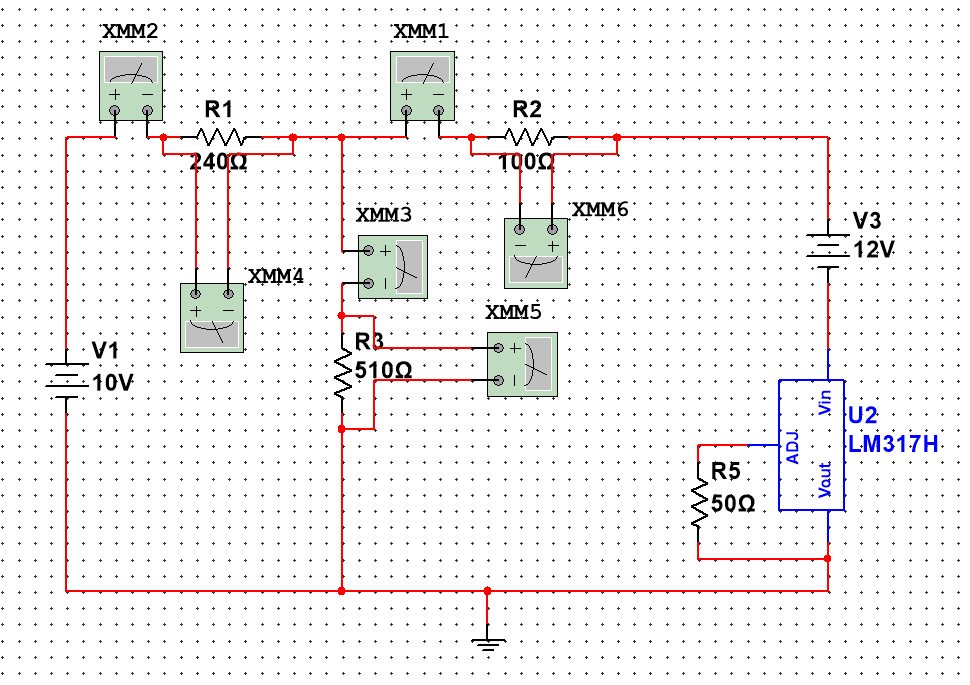 XMM2
XMM1
+ −
+ −
R1
R2
240Ω
100Ω
XMM3
XMM6
+
−
− +
V3
12V
XMM4
+ −
XMM5
+
−
V1
10V
R3
510Ω
Vin
U2
LM317H
ADJ
Vout
R5
50Ω